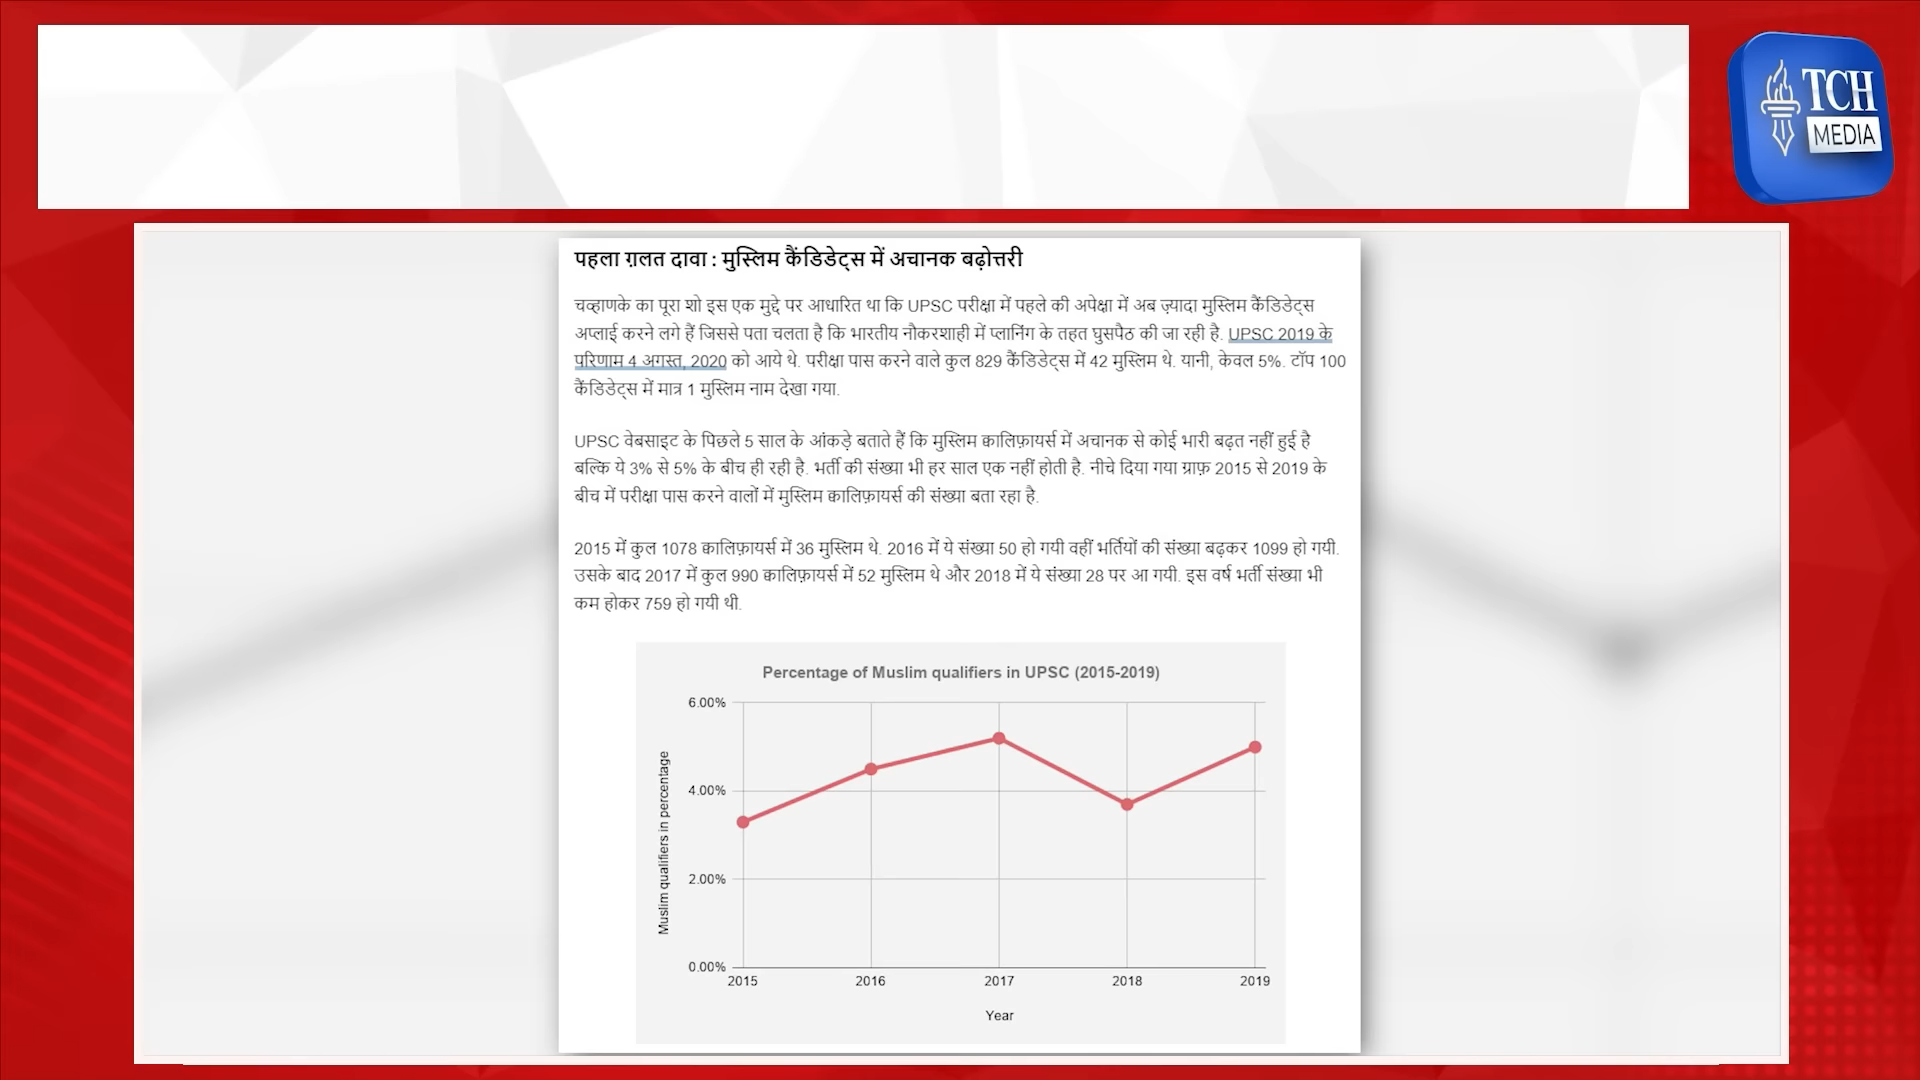 TCH
MEDIA
पहला ग़लत दावा : मुस्लिम कैंडिडेट्स में अचानक बढ़ोत्तरी
चव्हाणके का पूरा शो इस एक मुद्दे पर आधारित था कि UPSC परीक्षा में पहले की अपेक्षा में अब ज़्यादा मुस्लिम कैंडिडेट्स
अप्लाई करने लगे हैं जिससे पता चलता है कि भारतीय नौकरशाही में प्लानिंग के तहत घुसपैठ की जा रही है. UPSC 2019 के
परिणाम 4 अगस्त, 2020 को आये थे. परीक्षा पास करने वाले कुल 829 कैंडिडेट्स में 42 मुस्लिम थे. यानी, केवल 5%. टॉप 100
कैंडिडेट्स में मात्र 1 मुस्लिम नाम देखा गया.
UPSC वेबसाइट के पिछले 5 साल के आंकड़े बताते हैं कि मुस्लिम क्वालिफ़ायर्स में अचानक से कोई भारी बढ़त नहीं हुई है
बल्कि ये 3% से 5% के बीच ही रही है. भर्ती की संख्या भी हर साल एक नहीं होती है. नीचे दिया गया ग्राफ़ 2015 से 2019 के
बीच में परीक्षा पास करने वालों में मुस्लिम क्वालिफ़ायर्स की संख्या बता रहा है.
2015 में कुल 1078 क्वालिफ़ायर्स में 36 मुस्लिम थे. 2016 में ये संख्या 50 हो गयी वहीं भर्तियों की संख्या बढ़कर 1099 हो गयी.
उसके बाद 2017 में कुल 990 क्वालिफ़ायर्स में 52 मुस्लिम थे और 2018 में ये संख्या 28 पर आ गयी. इस वर्ष भर्ती संख्या भी
कम होकर 759 हो गयी थी.
Percentage of Muslim qualifiers in UPSC (2015-2019)
Muslim qualifiers in percentage
6.00%
4.00%
2.00%
0.00%
2015 2016 2017 2018 2019
Year